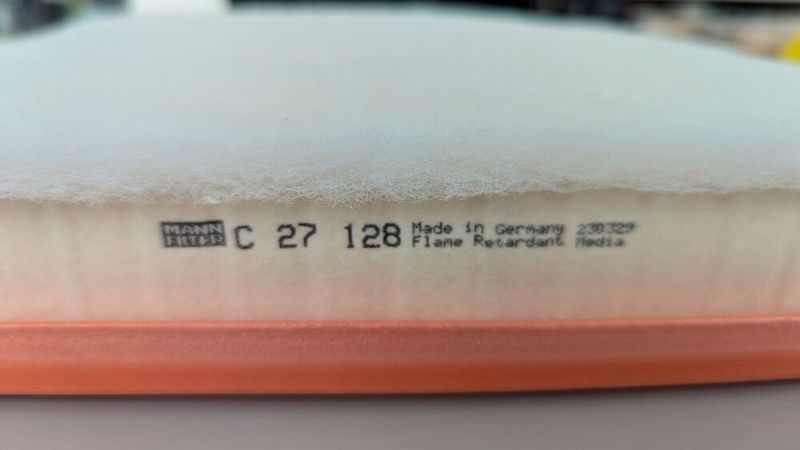 MANN
FILTER
C 27 128
Made in Germany 230329
Flame Retardant Media